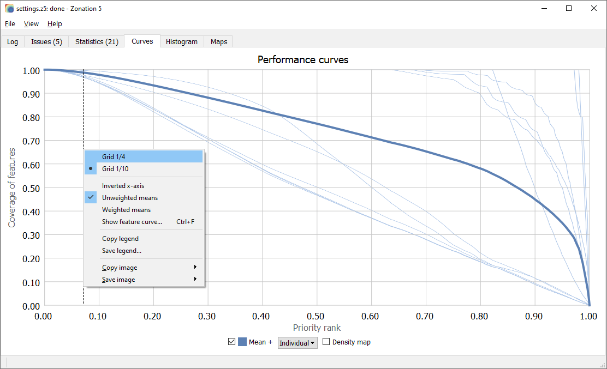 settings.z5: done - Zonation 5
File View Help
Log Issues (5) Statistics (21) Curves Histogram Maps
Performance curves
Coverage of features
1.00
0.90
0.80
0.70
0.60
0.50
0.40
0.30
0.20
0.10
0.00
Grid 1/4
Grid 1/10
Inverted x-axis
Unweighted means
Weighted means
Show feature curve... Ctrl+F
Copy legend
Save legend...
Copy image
Save image
0.00 0.10 0.20 0.30 0.40 0.50 0.60 0.70 0.80 0.90 1.00
Priority rank
Mean + Individual Density map